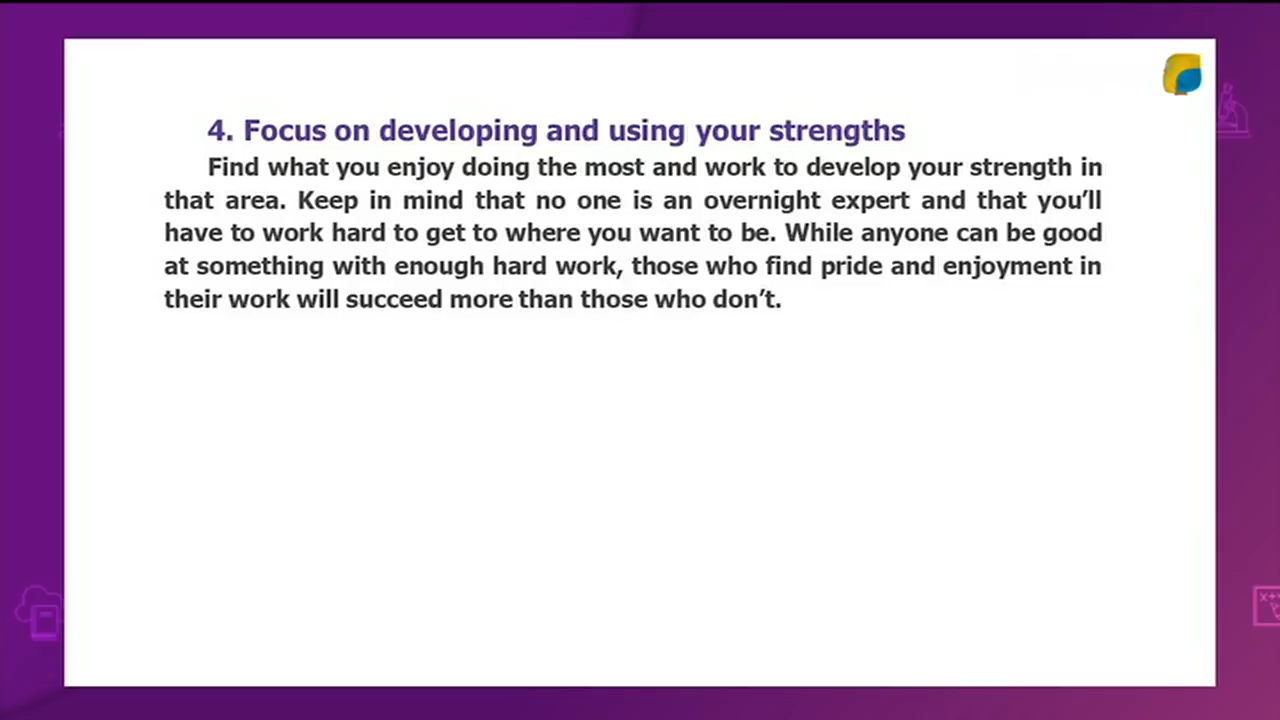 4. Focus on developing and using your strengths
Find what you enjoy doing the most and work to develop your strength in
that area. Keep in mind that no one is an overnight expert and that you’ll
have to work hard to get to where you want to be. While anyone can be good
at something with enough hard work, those who find pride and enjoyment in
their work will succeed more than those who don’t.